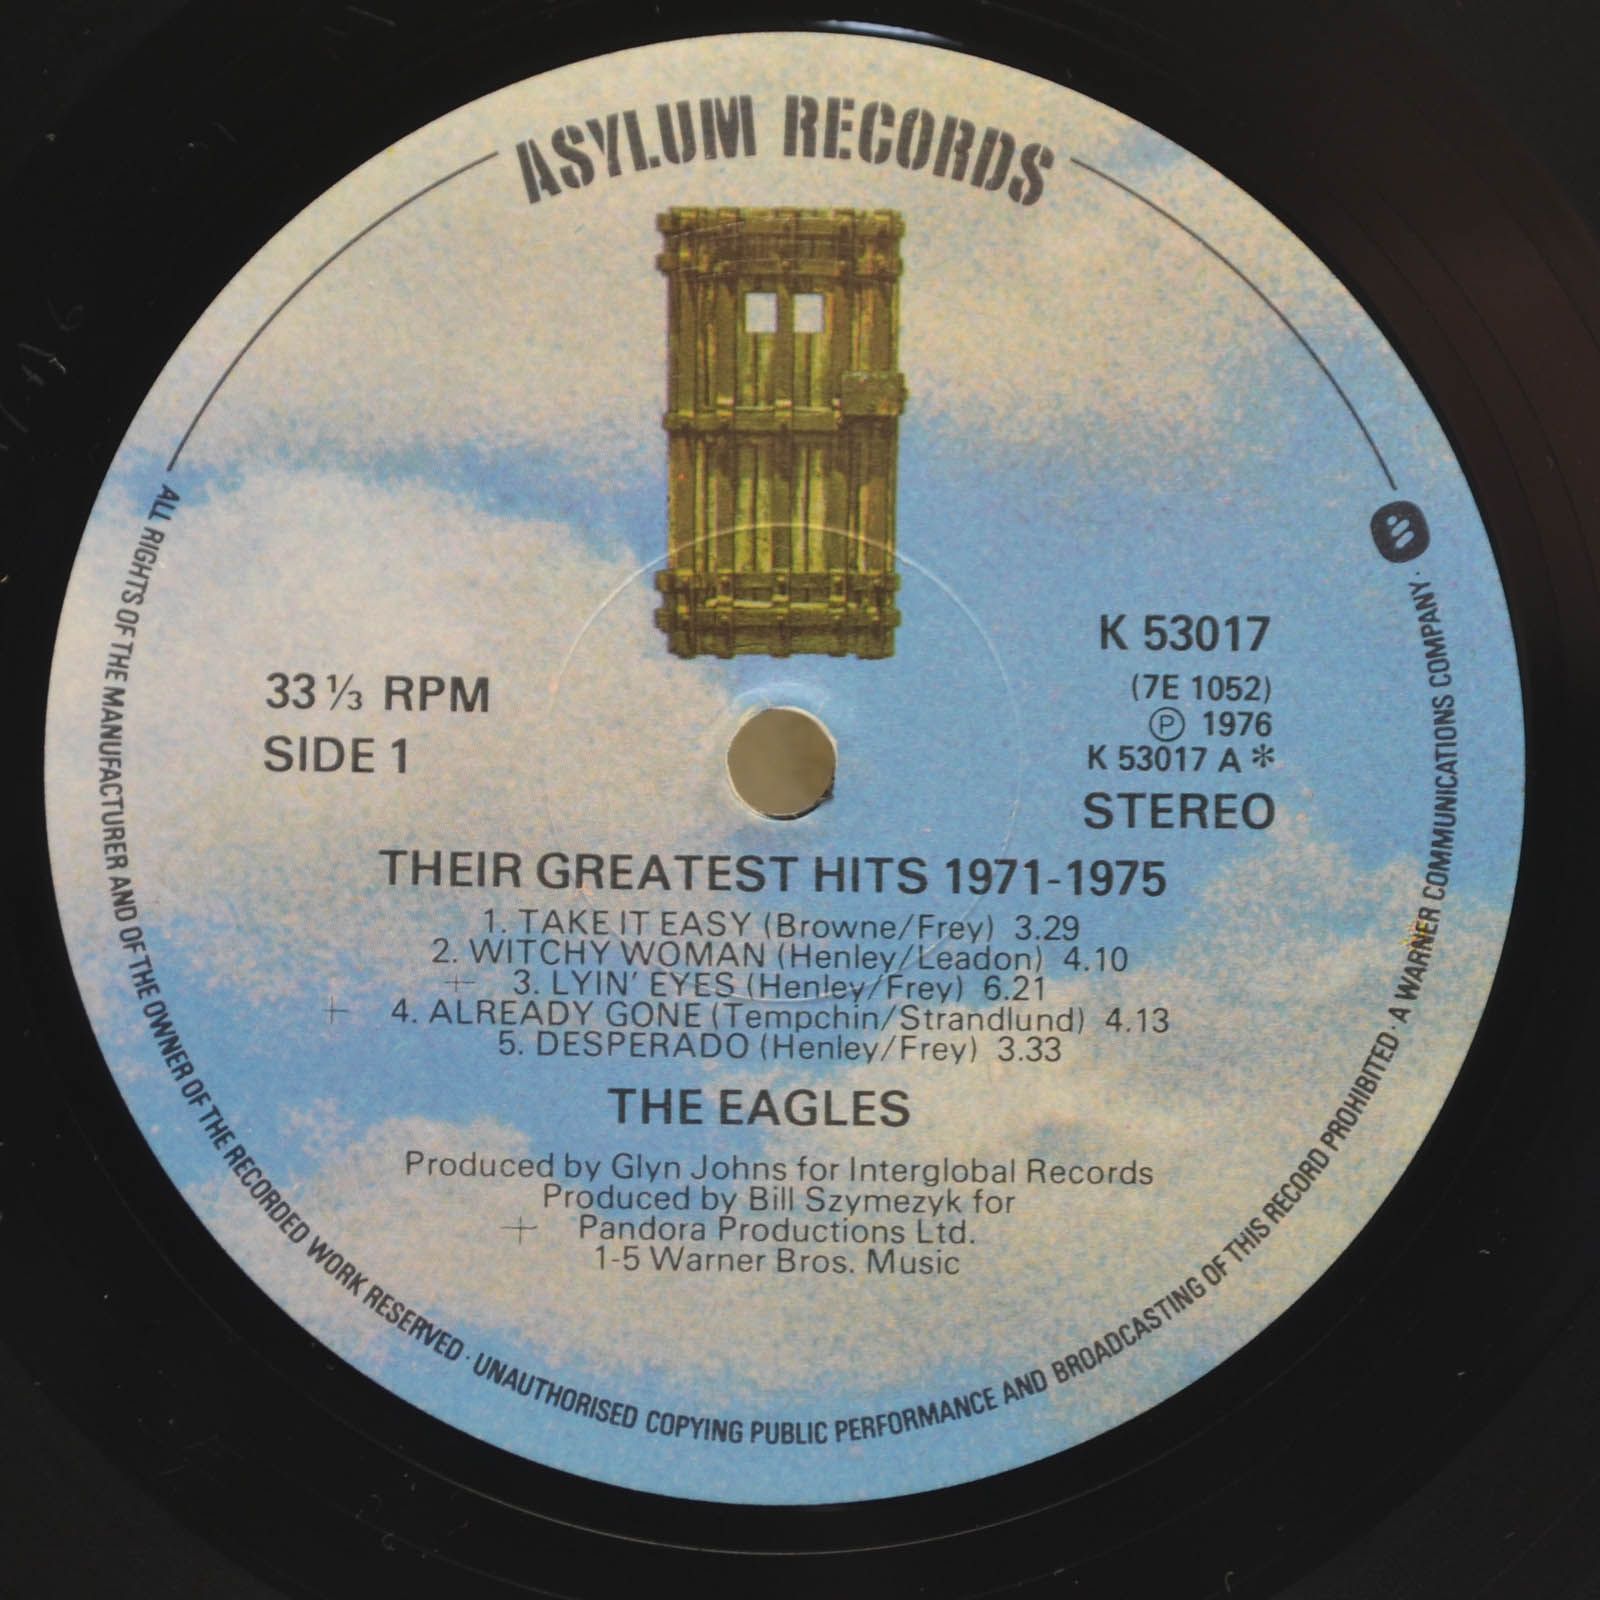 ASYLUM RECORDS
33 ⅓ RPM
SIDE 1
K 53017
(7E 1052)
Ⓟ 1976
K 53017 A *
STEREO
THEIR GREATEST HITS 1971-1975
1. TAKE IT EASY (Browne/Frey) 3.29
2. WITCHY WOMAN (Henley/Leadon) 4.10
+ 3. LYIN' EYES (Henley/Frey) 6.21
+ 4. ALREADY GONE (Tempchin/Strandlund) 4.13
5. DESPERADO (Henley/Frey) 3.33
THE EAGLES
Produced by Glyn Johns for Interglobal Records
Produced by Bill Szymezyk for
+ Pandora Productions Ltd.
1-5 Warner Bros. Music
ALL RIGHTS OF THE MANUFACTURER AND OF THE OWNER OF THE RECORDED WORK RESERVED · UNAUTHORISED COPYING PUBLIC PERFORMANCE AND BROADCASTING OF THIS RECORD PROHIBITED · A WARNER COMMUNICATIONS COMPANY ·